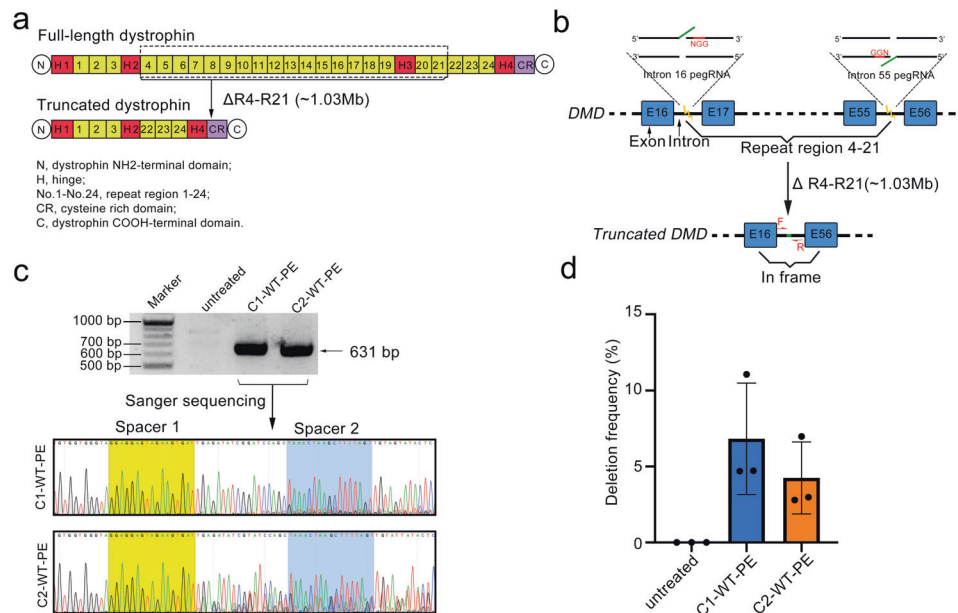 a
Full-length dystrophin
N H1 1 2 3 H2 4 5 6 7 8 9 10 11 12 13 14 15 16 17 18 19 H3 20 21 22 23 24 H4 CR C
Truncated dystrophin
ΔR4-R21 (~1.03Mb)
N H1 1 2 3 H2 22 23 24 H4 CR C
N, dystrophin NH2-terminal domain;
H, hinge;
No.1-No.24, repeat region 1-24;
CR, cysteine rich domain;
C, dystrophin COOH-terminal domain.
b
5' 3' 5' 3'
NGG GGN
5' 3' 5' 3'
Intron 16 pegRNA Intron 55 pegRNA
DMD E16 E17 E55 E56
Exon Intron
Repeat region 4-21
Δ R4-R21(~1.03Mb)
Truncated DMD E16 F R E56
In frame
c
Marker untreated C1-WT-PE C2-WT-PE
1000 bp
700 bp
600 bp
500 bp
631 bp
Sanger sequencing
Spacer 1 Spacer 2
C1-WT-PE
C2-WT-PE
d
Deletion frequency (%)
15
10
5
0
untreated C1-WT-PE C2-WT-PE